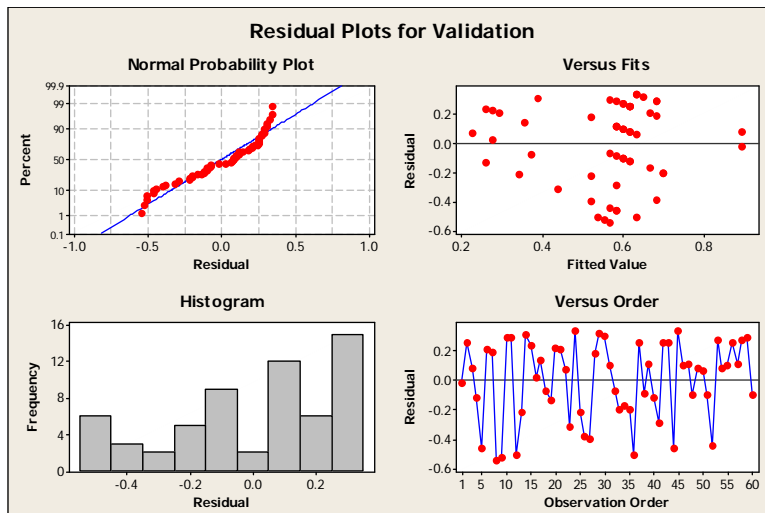 Residual Plots for Validation
Normal Probability Plot
Percent
99.9
99
90
50
10
1
0.1
-1.0 -0.5 0.0 0.5 1.0
Residual
Versus Fits
Residual
0.2
0.0
-0.2
-0.4
-0.6
0.2 0.4 0.6 0.8
Fitted Value
Histogram
Frequency
16
12
8
4
0
-0.4 -0.2 0.0 0.2
Residual
Versus Order
Residual
0.2
0.0
-0.2
-0.4
-0.6
1 5 10 15 20 25 30 35 40 45 50 55 60
Observation Order